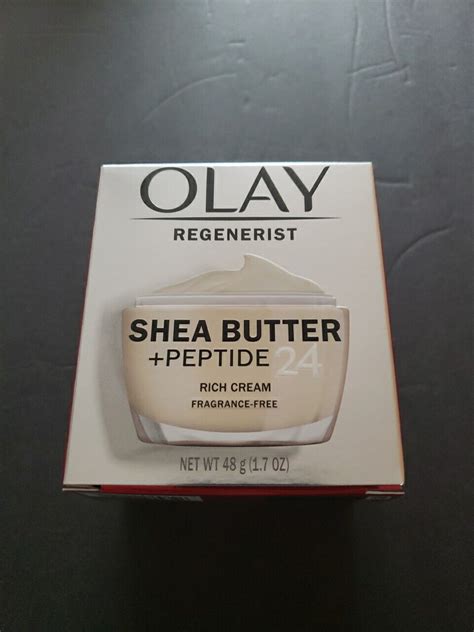 OLAY
REGENERIST
SHEA BUTTER
+PEPTIDE 24
RICH CREAM
FRAGRANCE-FREE
NET WT 48 g (1.7 OZ)